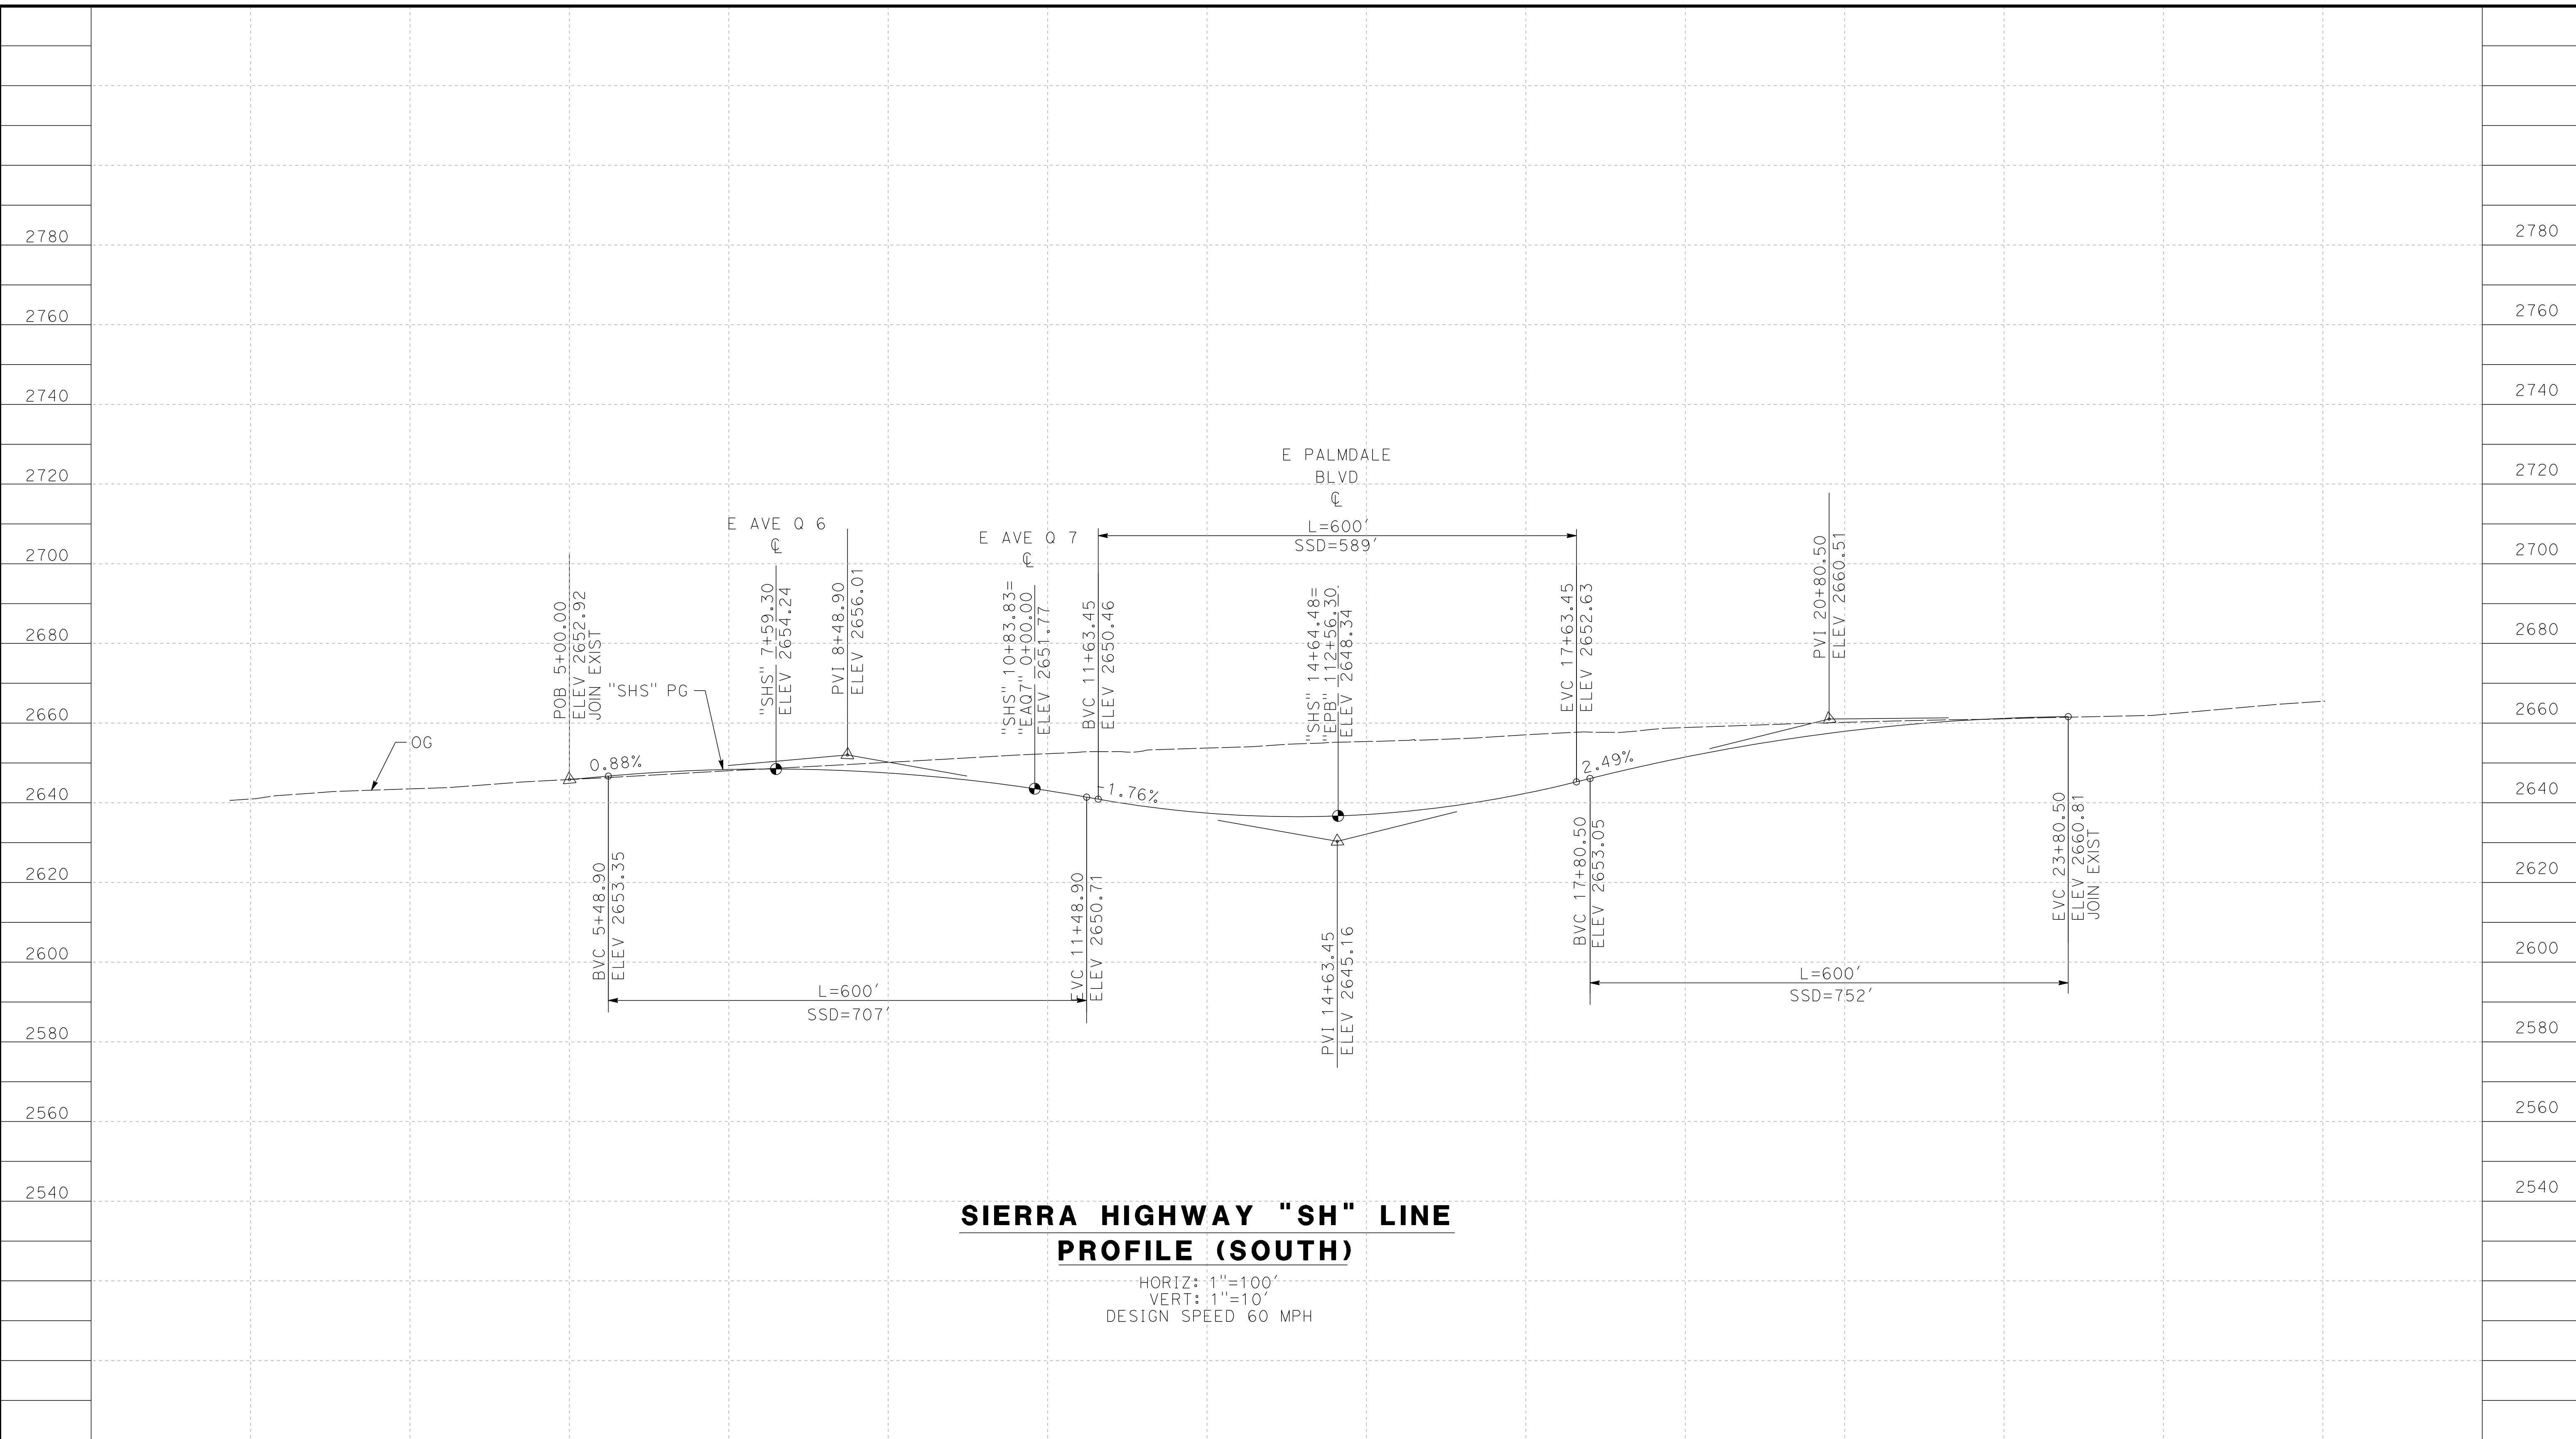 2780
2760
2740
2720
2700
2680
2660
2640
2620
2600
2580
2560
2540
OG
POB 5+00.00
ELEV 2652.92
JOIN EXIST
"SHS" PG
0.88%
BVC 5+48.90
ELEV 2653.35
E AVE Q 6
℄
"SHS" 7+59.30
ELEV 2654.24
PVI 8+48.90
ELEV 2656.01
L=600'
SSD=707'
E AVE Q 7
℄
"SHS" 10+83.83=
"EAQ7" 0+00.00
ELEV 2651.77
EVC 11+48.90
ELEV 2650.71
BVC 11+63.45
ELEV 2650.46
-1.76%
E PALMDALE
BLVD
℄
L=600'
SSD=589'
"SHS" 14+64.48=
"EPB" 112+56.30
ELEV 2648.34
PVI 14+63.45
ELEV 2645.16
EVC 17+63.45
ELEV 2652.63
2.49%
BVC 17+80.50
ELEV 2653.05
PVI 20+80.50
ELEV 2660.51
L=600'
SSD=752'
EVC 23+80.50
ELEV 2660.81
JOIN EXIST
2780
2760
2740
2720
2700
2680
2660
2640
2620
2600
2580
2560
2540
SIERRA HIGHWAY "SH" LINE
PROFILE (SOUTH)
HORIZ: 1"=100'
VERT: 1"=10'
DESIGN SPEED 60 MPH